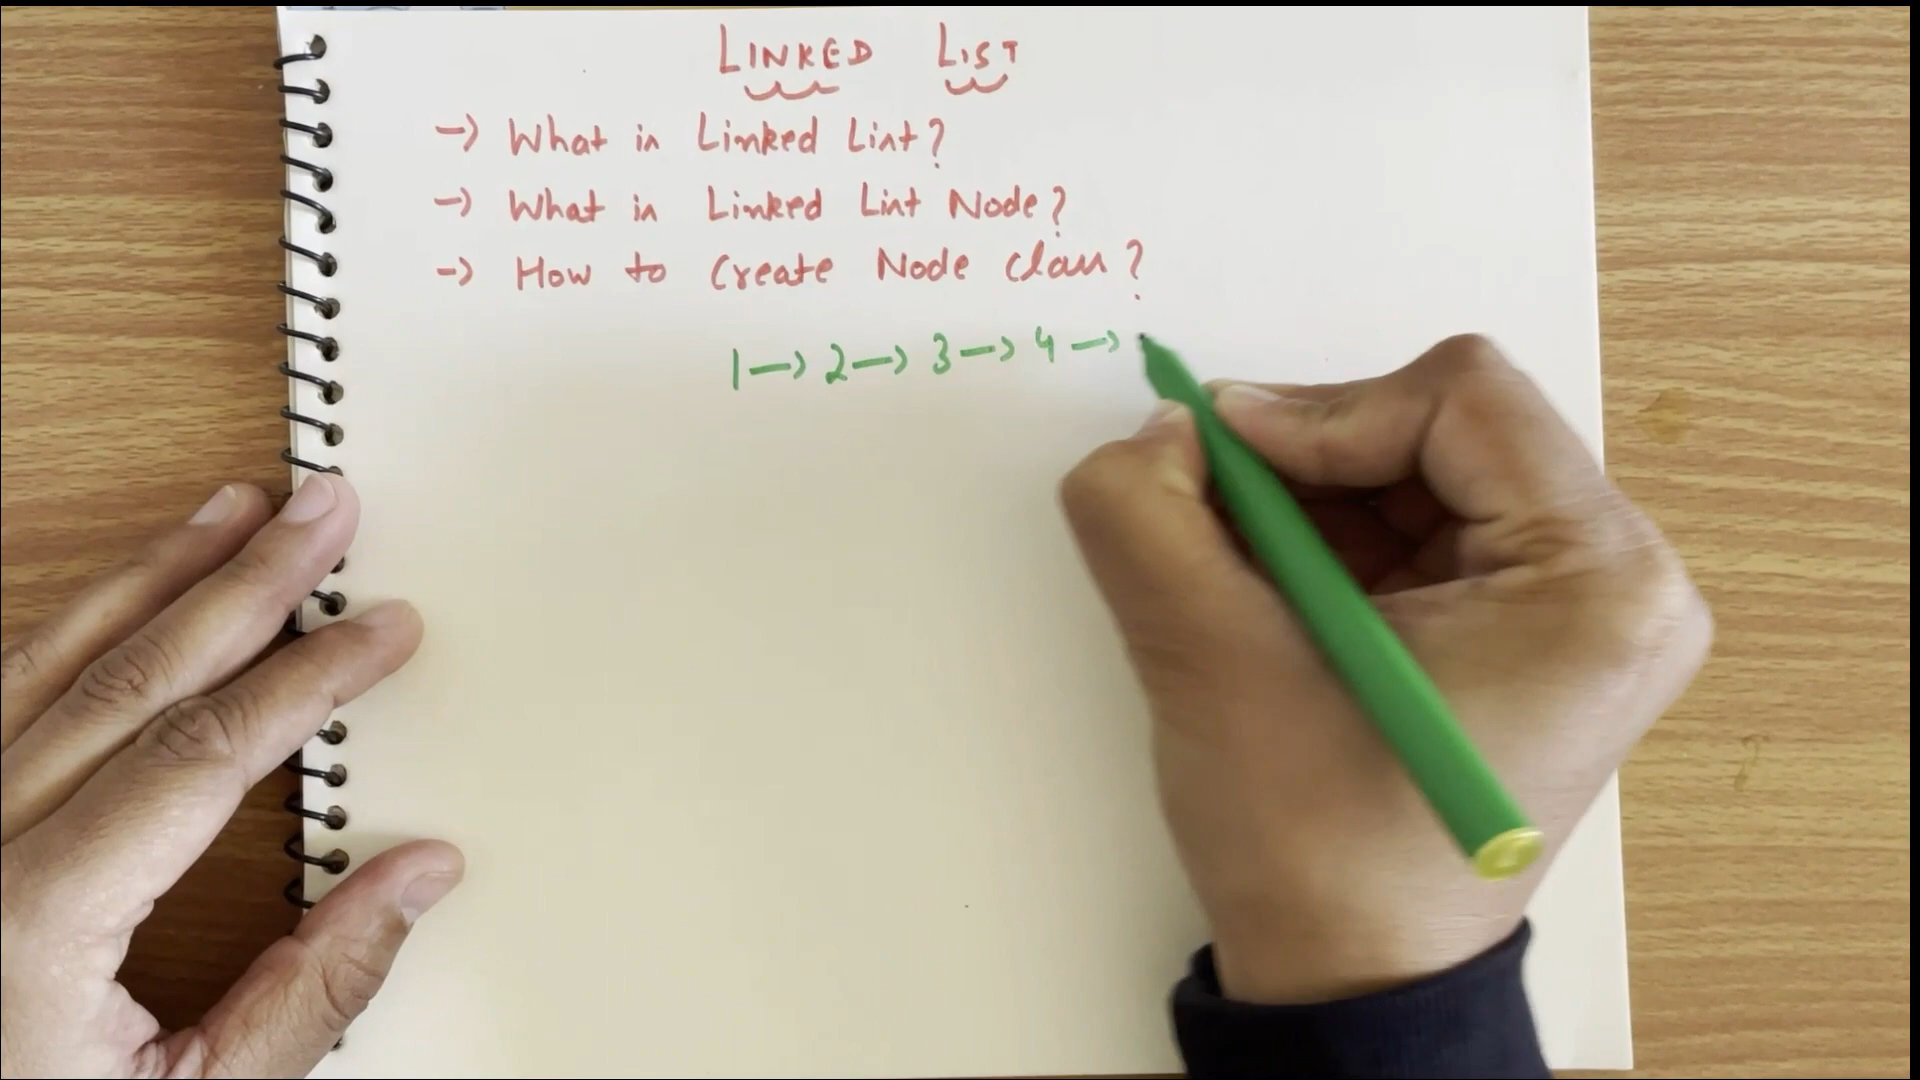 LINKED LIST
-> What is Linked List?
-> What is Linked List Node?
-> How to Create Node class?
1 -> 2 -> 3 -> 4 ->